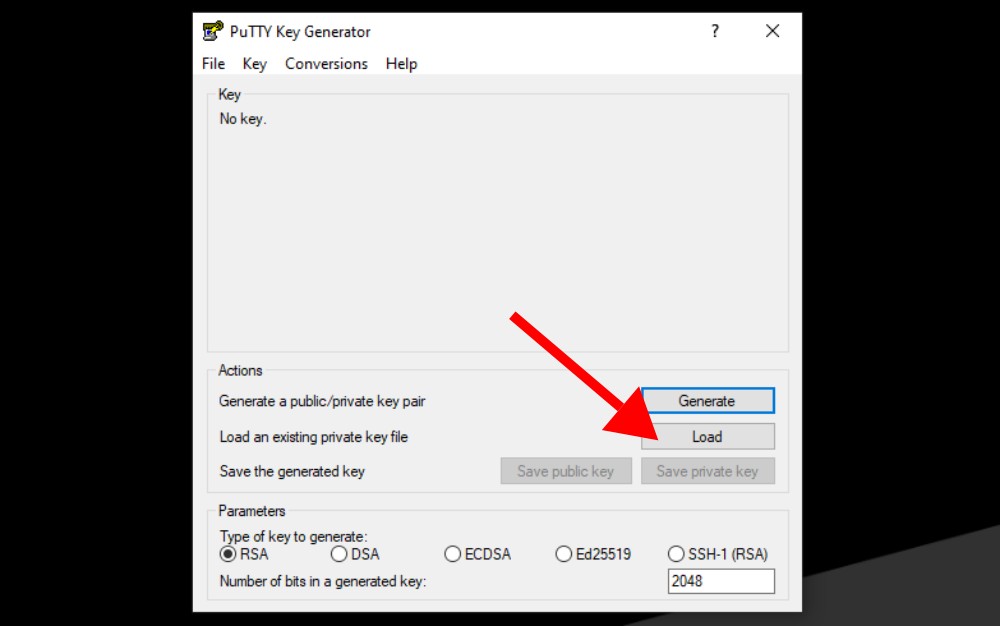 PuTTY Key Generator ?
File Key Conversions Help
Key
No key.
Actions
Generate a public/private key pair Generate
Load an existing private key file Load
Save the generated key Save public key Save private key
Parameters
Type of key to generate:
RSA DSA ECDSA Ed25519 SSH-1 (RSA)
Number of bits in a generated key: 2048